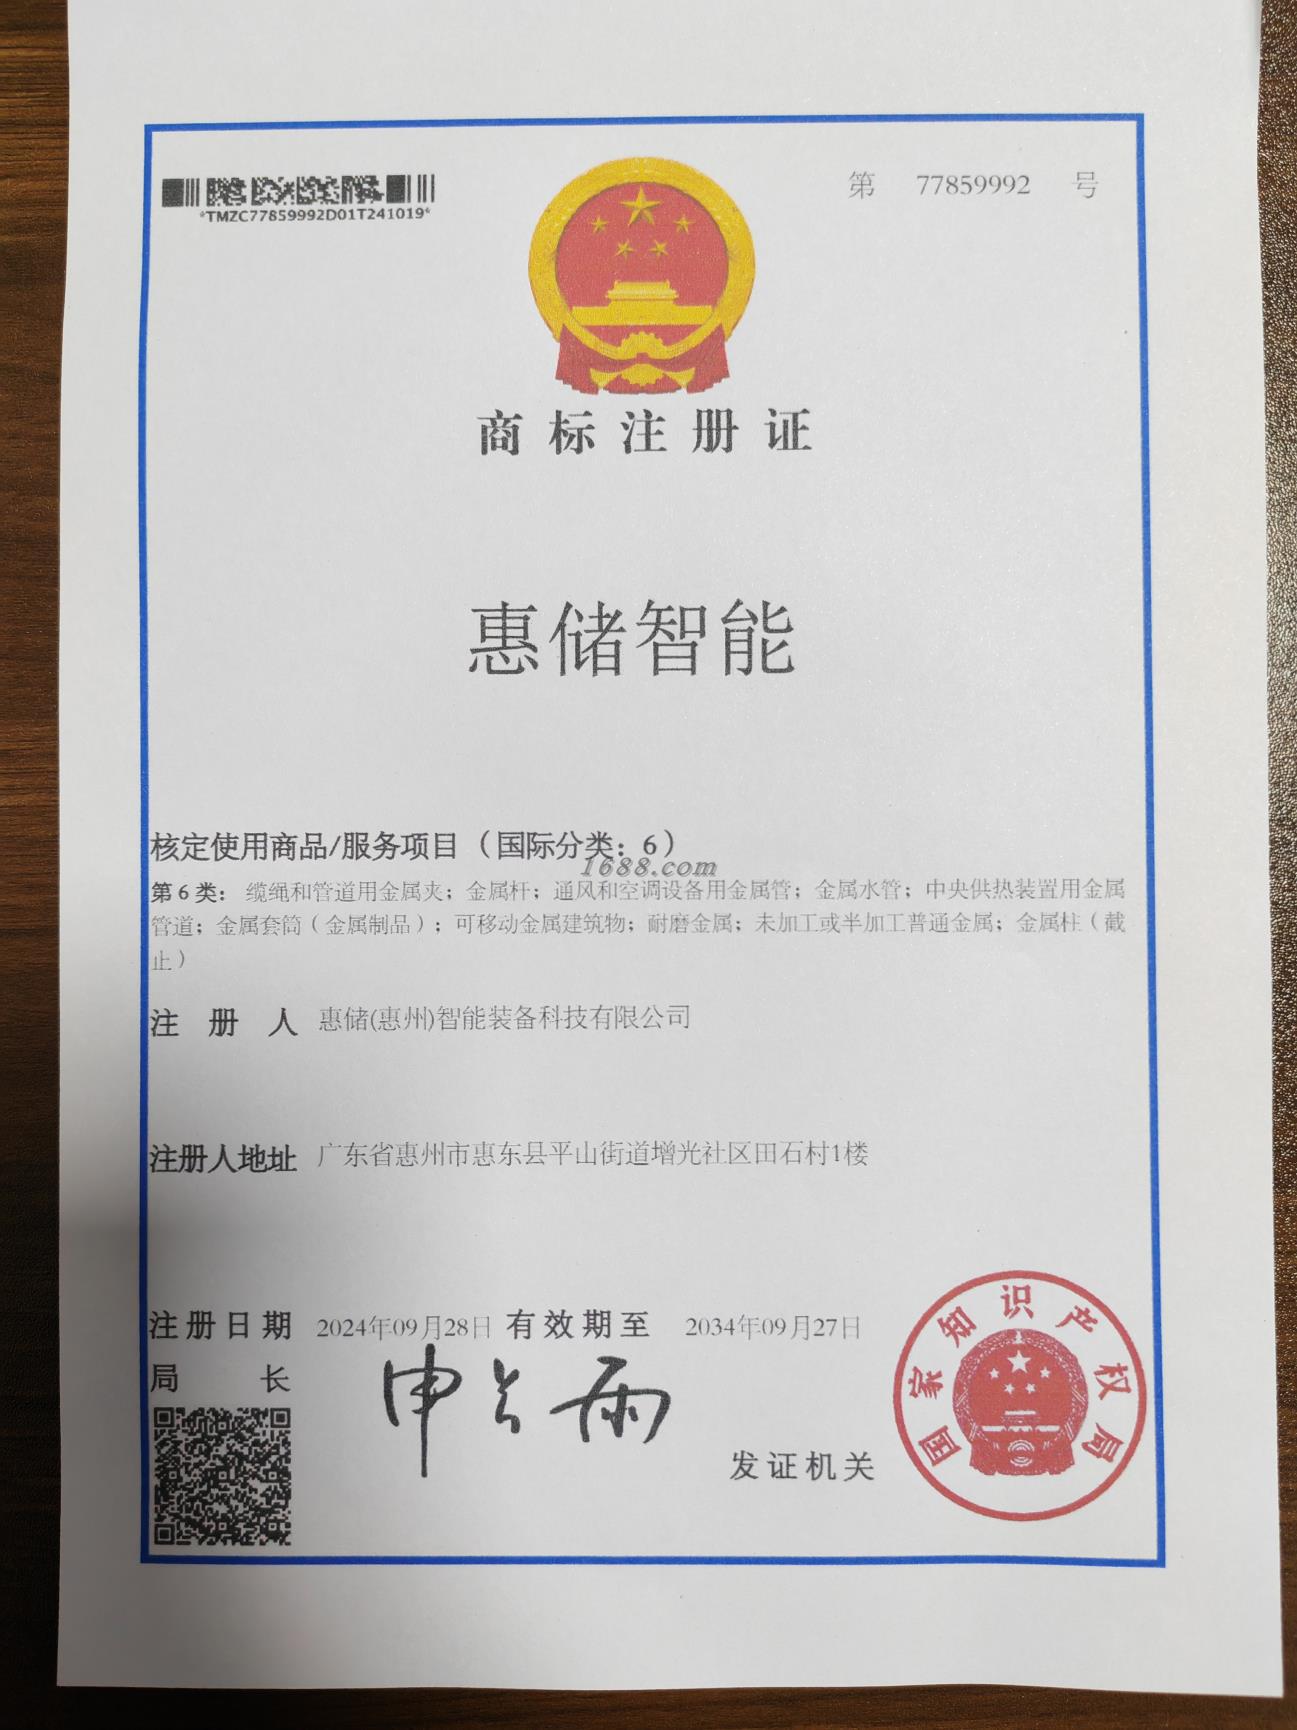 第 77859992 号
*TMZC77859992D01T241019*
商标注册证
惠储智能
核定使用商品/服务项目（国际分类：6）
1688.com
第6类：缆绳和管道用金属夹；金属杆；通风和空调设备用金属管；金属水管；中央供热装置用金属
管道；金属套筒（金属制品）；可移动金属建筑物；耐磨金属；未加工或半加工普通金属；金属柱（截
止）
注册人 惠储(惠州)智能装备科技有限公司
注册人地址 广东省惠州市惠东县平山街道增光社区田石村1楼
注册日期 2024年09月28日 有效期至 2034年09月27日
局长 申长雨
发证机关
国家知识产权局